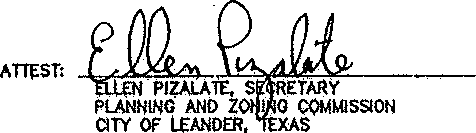 ATTEST: Ellen Pizalate
ELLEN PIZALATE, SECRETARY
PLANNING AND ZONING COMMISSION
CITY OF LEANDER, TEXAS